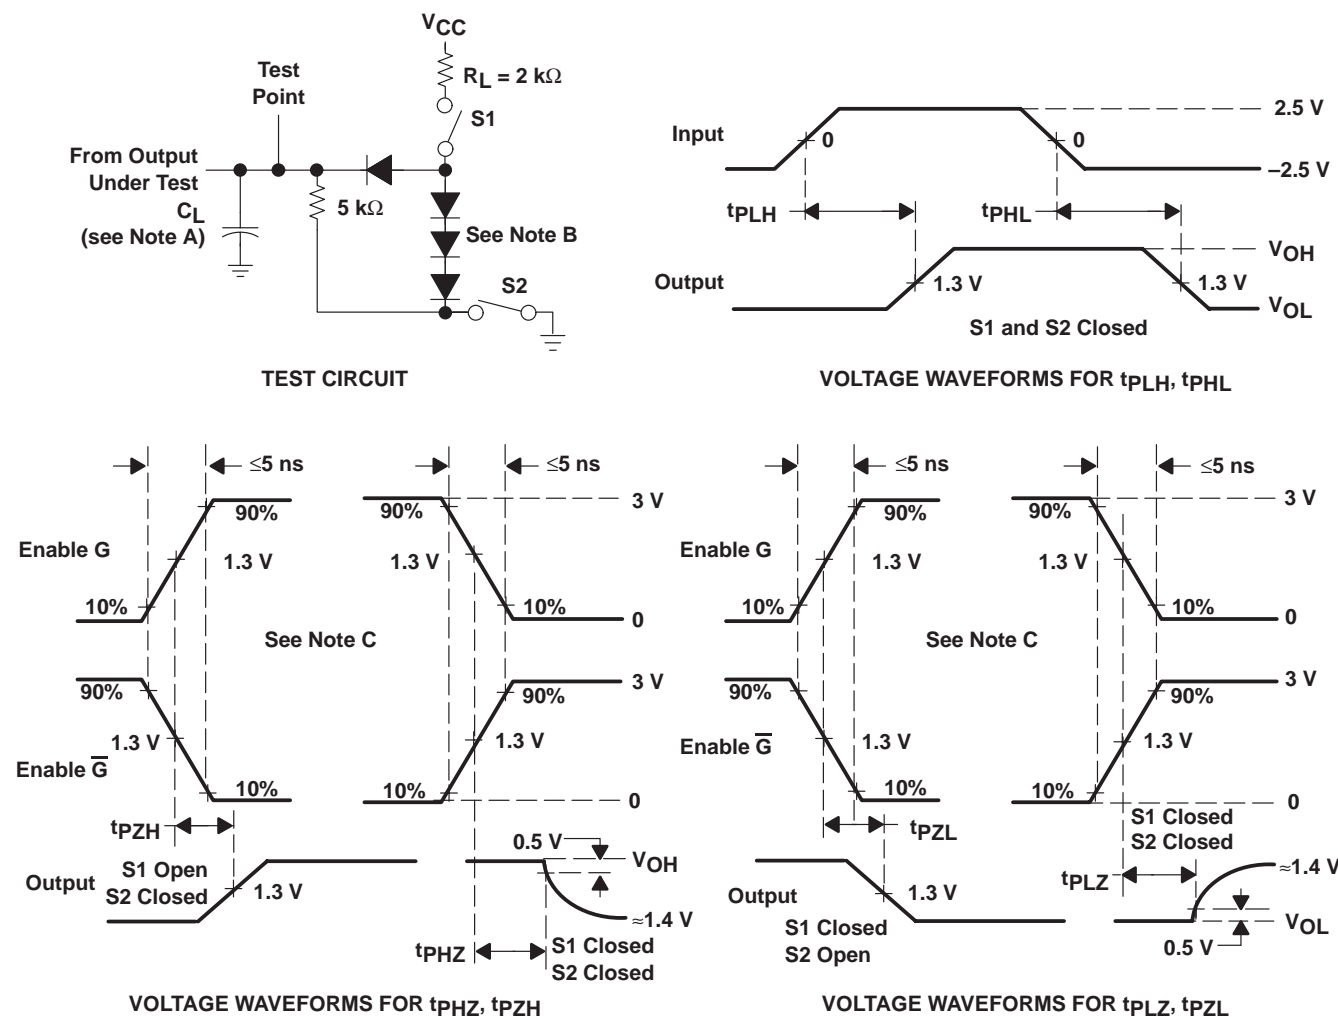 VCC
RL = 2 kΩ
Test
Point
S1
From Output
Under Test
CL
(see Note A)
5 kΩ
See Note B
S2
TEST CIRCUIT
Input
0
0
2.5 V
–2.5 V
tPLH
tPHL
Output
1.3 V
1.3 V
VOH
VOL
S1 and S2 Closed
VOLTAGE WAVEFORMS FOR tPLH, tPHL
≤5 ns
≤5 ns
Enable G
90%
90%
3 V
1.3 V
1.3 V
10%
10%
0
See Note C
90%
90%
3 V
Enable G̅
1.3 V
1.3 V
10%
10%
0
tPZH
S1 Open
S2 Closed
Output
1.3 V
0.5 V
VOH
≈1.4 V
tPHZ
S1 Closed
S2 Closed
VOLTAGE WAVEFORMS FOR tPHZ, tPZH
≤5 ns
≤5 ns
Enable G
90%
90%
3 V
1.3 V
1.3 V
10%
10%
0
See Note C
90%
90%
3 V
Enable G̅
1.3 V
1.3 V
10%
10%
0
tPZL
S1 Closed
S2 Closed
Output
1.3 V
S1 Closed
S2 Open
tPLZ
≈1.4 V
VOL
0.5 V
VOLTAGE WAVEFORMS FOR tPLZ, tPZL